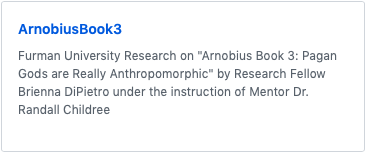 ArnobiusBook3
Furman University Research on "Arnobius Book 3: Pagan
Gods are Really Anthropomorphic" by Research Fellow
Brienna DiPietro under the instruction of Mentor Dr.
Randall Childree